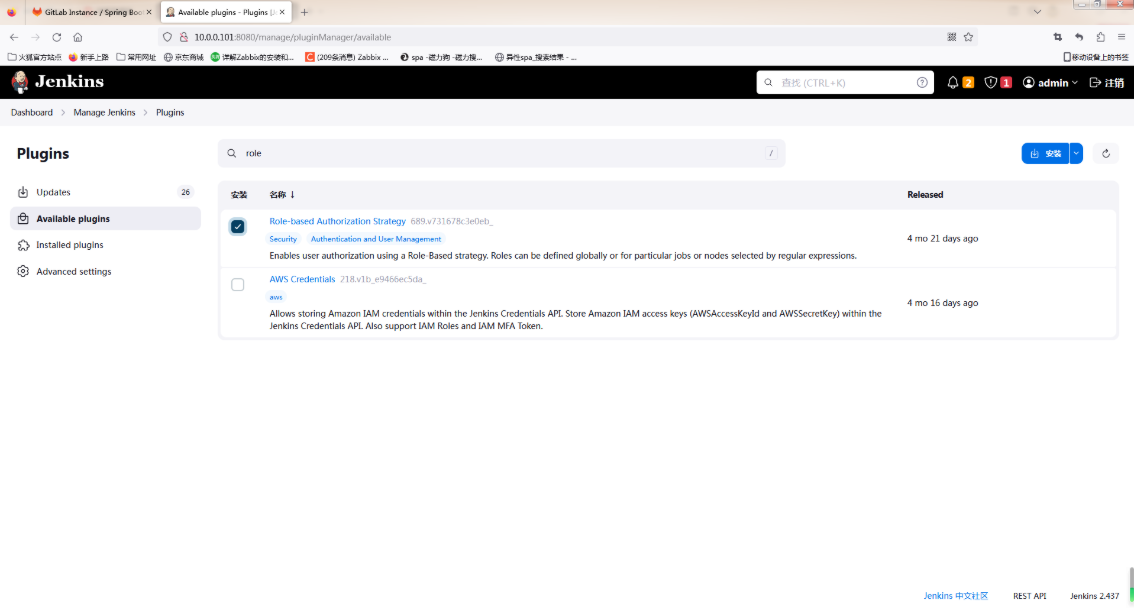 GitLab Instance / Spring Boo
Available plugins - Plugins [J
10.0.0.101:8080/manage/pluginManager/available
火狐官方站点 新手上路 常用网址 京东商城 详解Zabbix的安装和... (209条消息) Zabbix ... spa -磁力狗 -磁力搜... 异性spa_搜索结果 - ... 移动设备上的书签
Jenkins
查找 (CTRL+K)
2 1 admin 注销
Dashboard Manage Jenkins Plugins
Plugins
role /
安装
Updates 26
Available plugins
Installed plugins
Advanced settings
安装 名称 ↓ Released
Role-based Authorization Strategy 689.v731678c3e0eb_
Security Authentication and User Management
4 mo 21 days ago
Enables user authorization using a Role-Based strategy. Roles can be defined globally or for particular jobs or nodes selected by regular expressions.
AWS Credentials 218.v1b_e9466ec5da_
aws
4 mo 16 days ago
Allows storing Amazon IAM credentials within the Jenkins Credentials API. Store Amazon IAM access keys (AWSAccessKeyId and AWSSecretKey) within the
Jenkins Credentials API. Also support IAM Roles and IAM MFA Token.
Jenkins 中文社区 REST API Jenkins 2.437